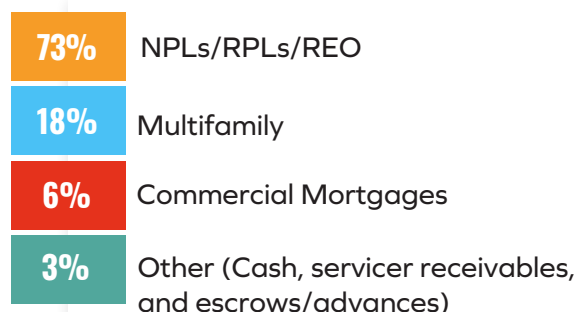 73% NPLs/RPLs/REO
18% Multifamily
6% Commercial Mortgages
3% Other (Cash, servicer receivables,
and escrows/advances)